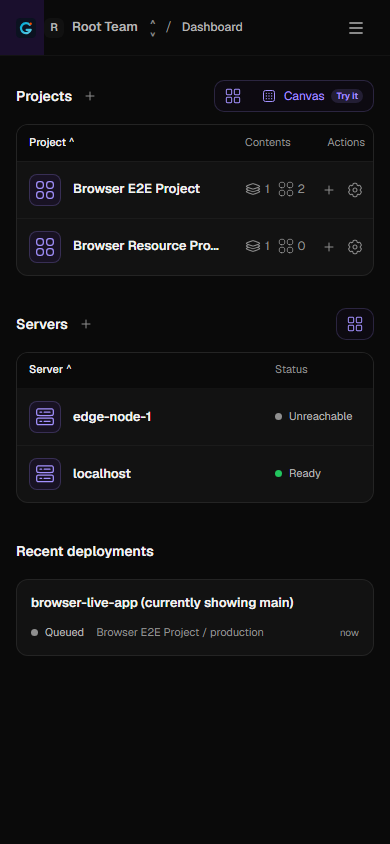 R Root Team / Dashboard
Projects + Canvas Try it
Project ^ Contents Actions
Browser E2E Project 1 2 +
Browser Resource Pro... 1 0 +
Servers +
Server ^ Status
edge-node-1 Unreachable
localhost Ready
Recent deployments
browser-live-app (currently showing main)
Queued Browser E2E Project / production now